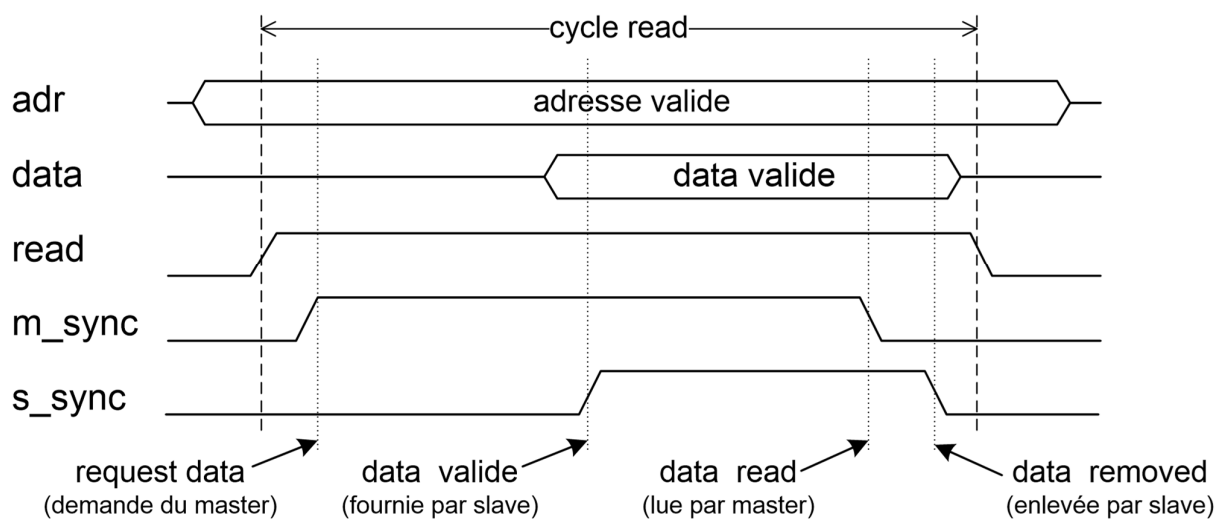 cycle read
adr
adresse valide
data
data valide
read
m_sync
s_sync
request data data valide data read data removed
(demande du master) (fournie par slave) (lue par master) (enlevée par slave)